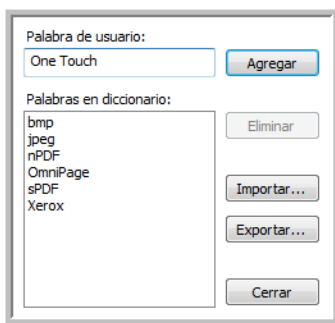 Palabra de usuario:
One Touch
Agregar
Palabras en diccionario:
bmp
jpeg
nPDF
OmniPage
sPDF
Xerox
Eliminar
Importar...
Exportar...
Cerrar